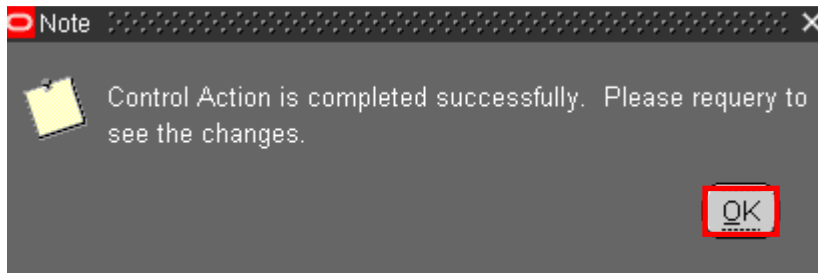 Note
Control Action is completed successfully.  Please requery to
see the changes.
OK